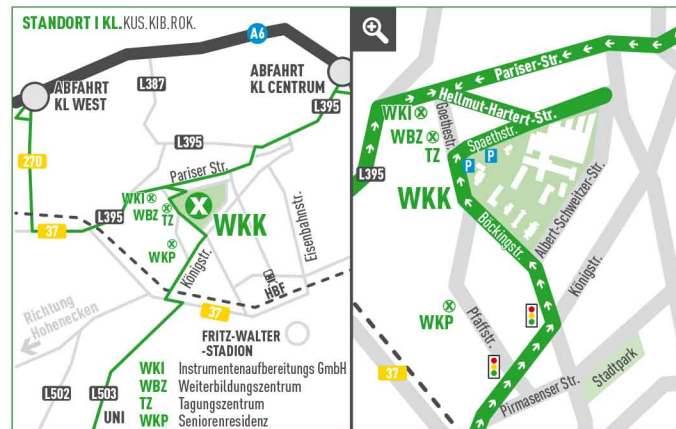 STANDORT I KL.KUS.KIB.ROK.
A6
ABFAHRT
KL WEST
L387
ABFAHRT
KL CENTRUM
L395
L395
270
Pariser Str.
WKI
WBZ
TZ
L395
37
WKK
WKP
Königstr.
Eisenbahnstr.
HBF
37
Richtung
Hohenecken
FRITZ-WALTER
-STADION
L502
L503
UNI
WKI Instrumentenaufbereitungs GmbH
WBZ Weiterbildungszentrum
TZ Tagungszentrum
WKP Seniorenresidenz
Pariser-Str.
Hellmut-Hartert-Str.
Goethestr.
WKI
WBZ
TZ
Spaethstr.
P
P
L395
WKK
Böckingstr.
Albert-Schweitzer-Str.
Königstr.
WKP
Pfaffstr.
37
Pirmasenser Str.
Stadtpark